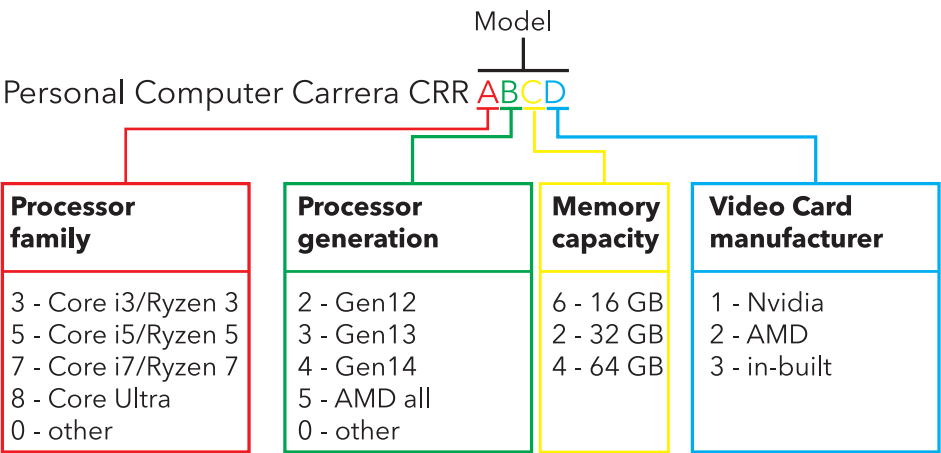 Model
Personal Computer Carrera CRR ABCD
Processor
family
3 - Core i3/Ryzen 3
5 - Core i5/Ryzen 5
7 - Core i7/Ryzen 7
8 - Core Ultra
0 - other
Processor
generation
2 - Gen12
3 - Gen13
4 - Gen14
5 - AMD all
0 - other
Memory
capacity
6 - 16 GB
2 - 32 GB
4 - 64 GB
Video Card
manufacturer
1 - Nvidia
2 - AMD
3 - in-built